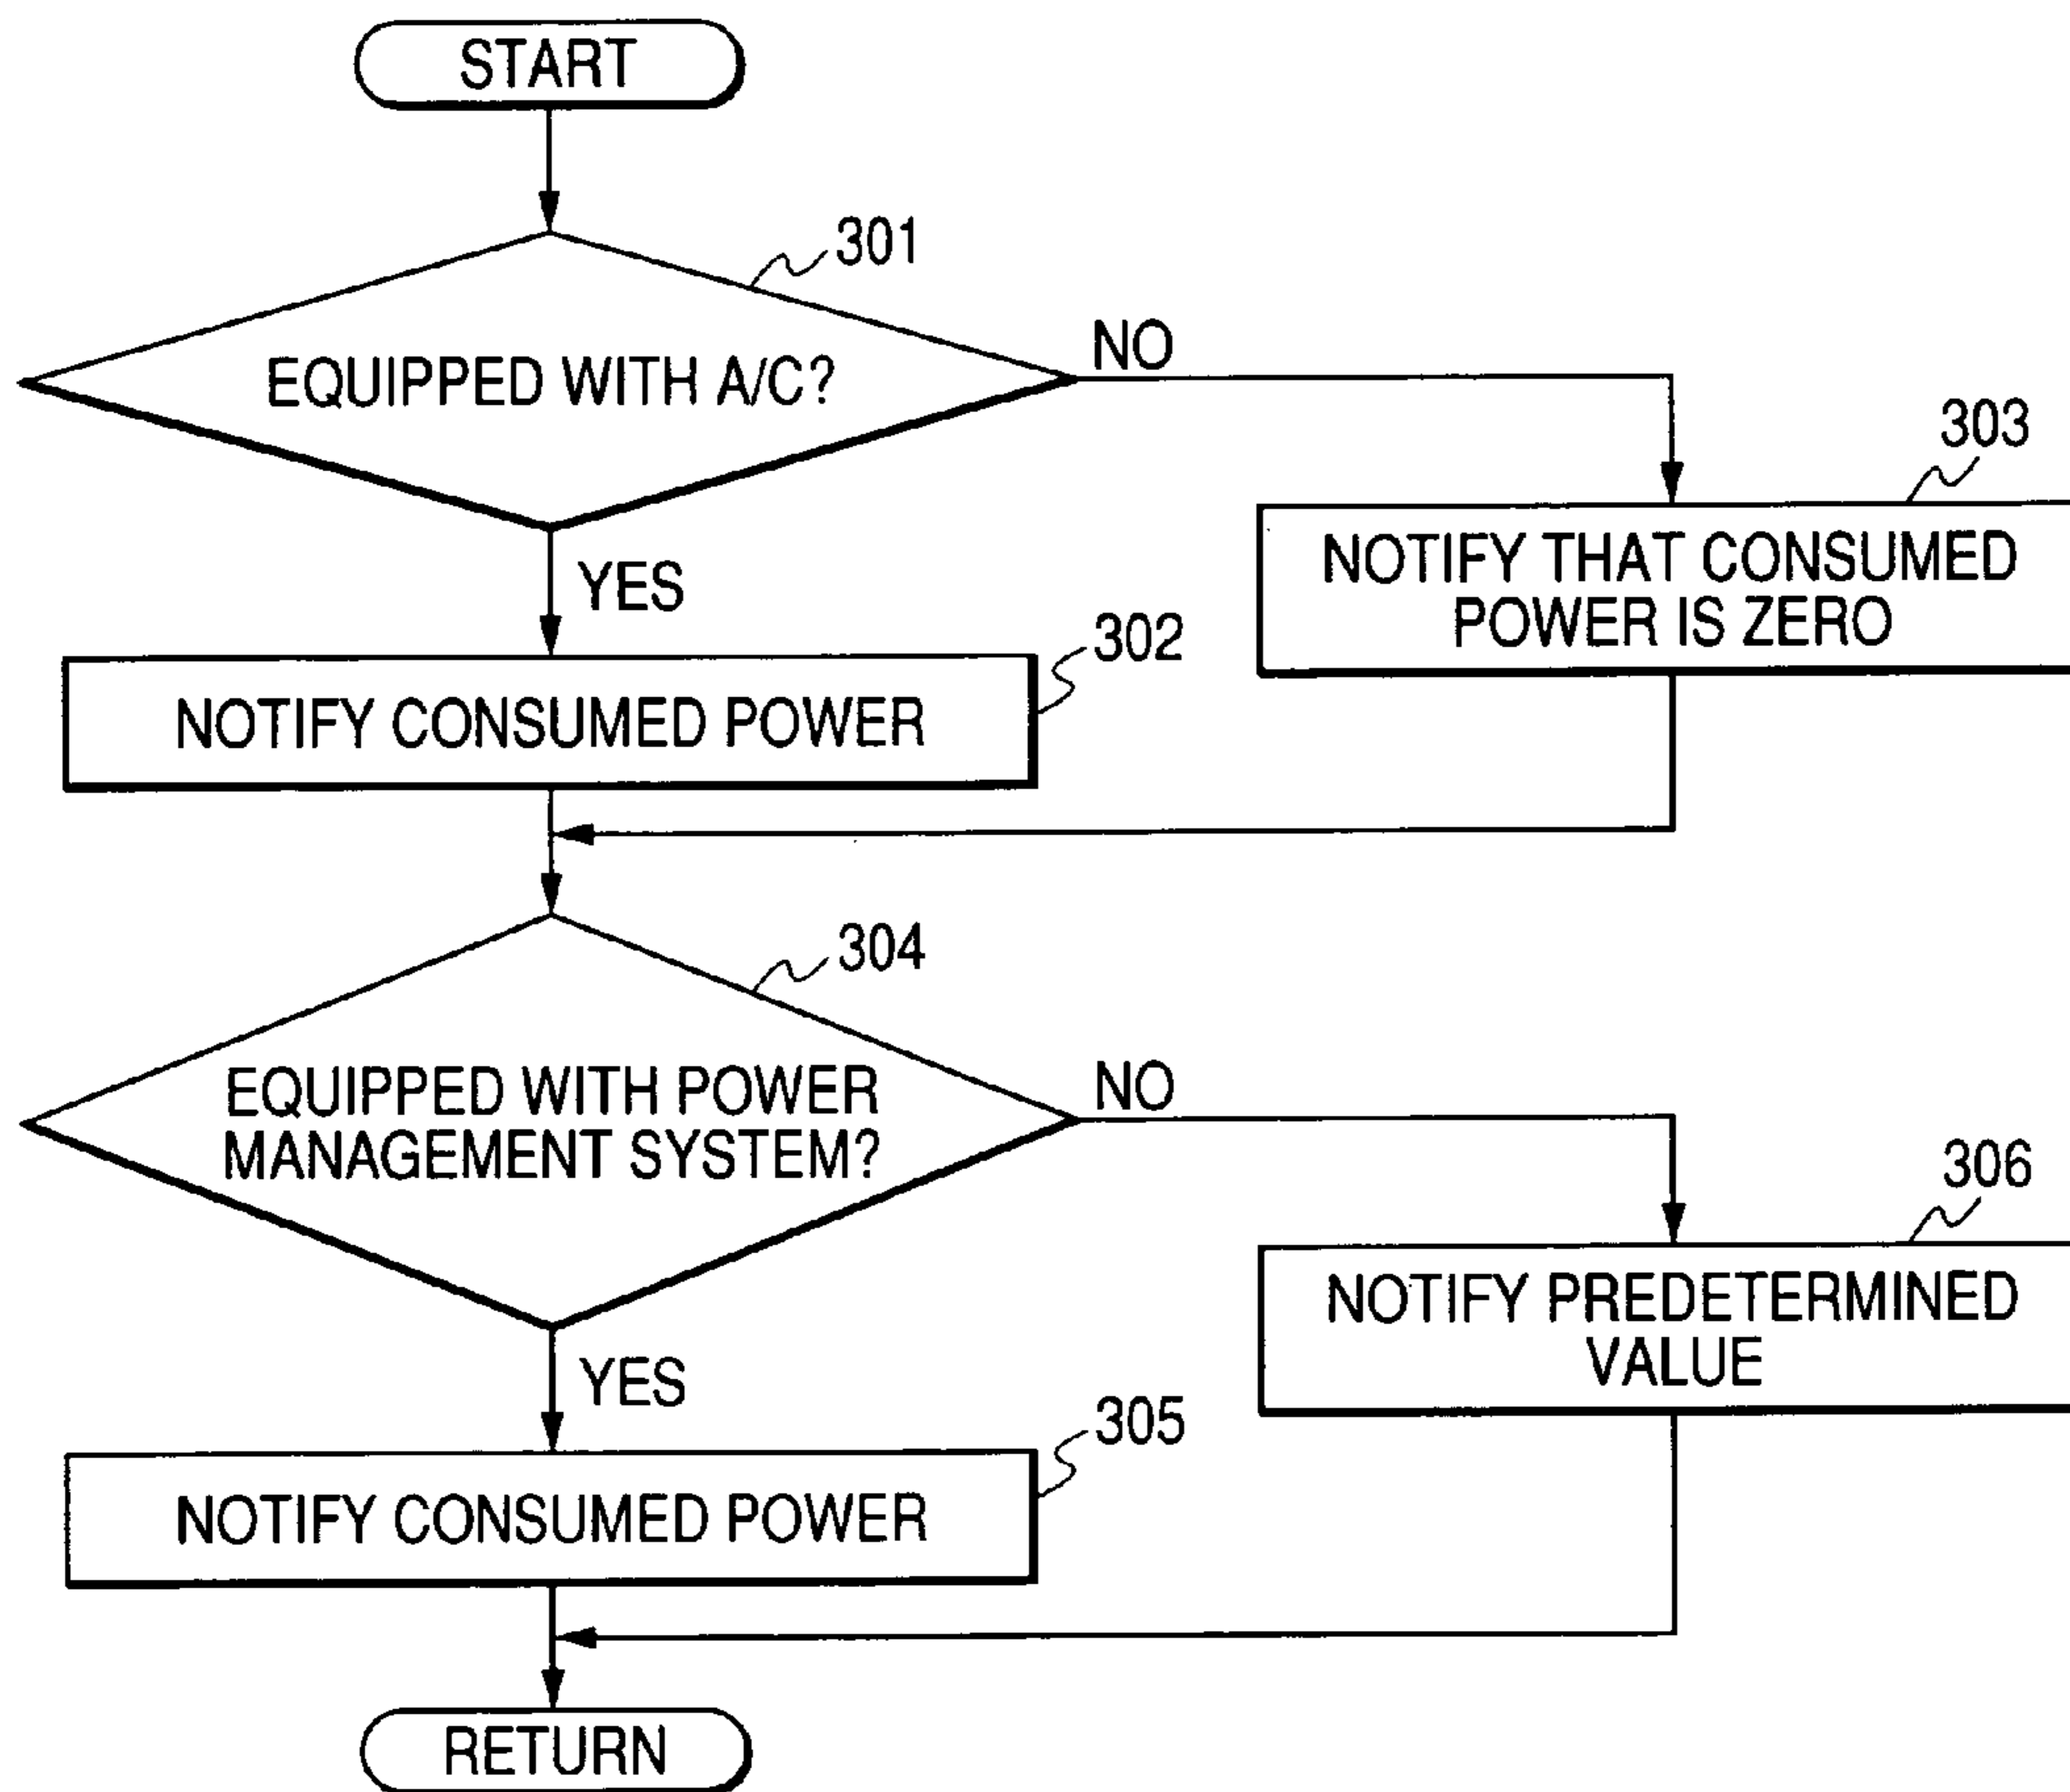 START
301
EQUIPPED WITH A/C?
NO
303
NOTIFY THAT CONSUMED
POWER IS ZERO
YES
302
NOTIFY CONSUMED POWER
304
EQUIPPED WITH POWER
MANAGEMENT SYSTEM?
NO
306
NOTIFY PREDETERMINED
VALUE
YES
305
NOTIFY CONSUMED POWER
RETURN